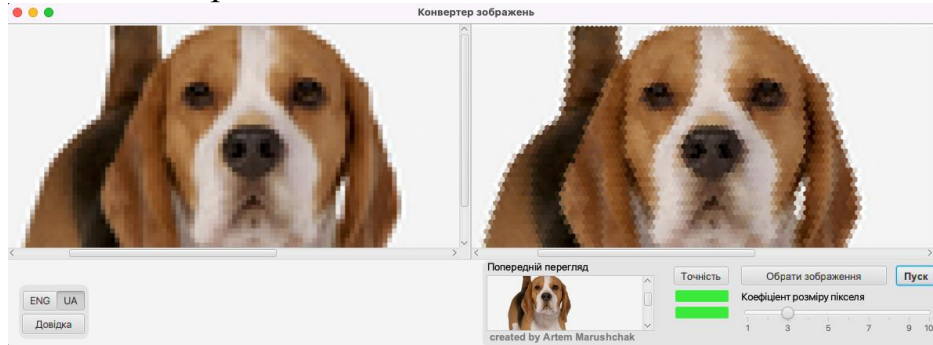 Конвертер зображень
Попередній перегляд
Точність
Обрати зображення
Пуск
ENG UA
Коефіцієнт розміру пікселя
Довідка
1 3 5 7 9 10
created by Artem Marushchak